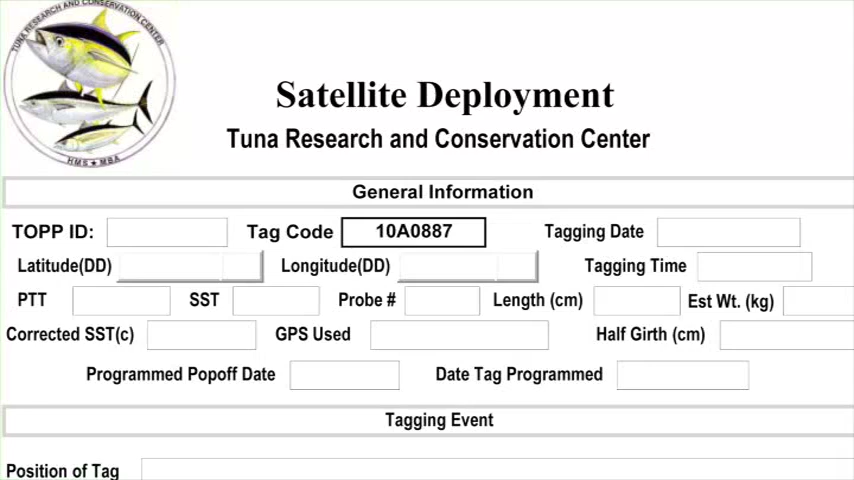 TUNA RESEARCH AND CONSERVATION CENTER
HMS ★ MBA
Satellite Deployment
Tuna Research and Conservation Center
General Information
TOPP ID: Tag Code 10A0887 Tagging Date
Latitude(DD) Longitude(DD) Tagging Time
PTT SST Probe # Length (cm) Est Wt. (kg)
Corrected SST(c) GPS Used Half Girth (cm)
Programmed Popoff Date Date Tag Programmed
Tagging Event
Position of Tag